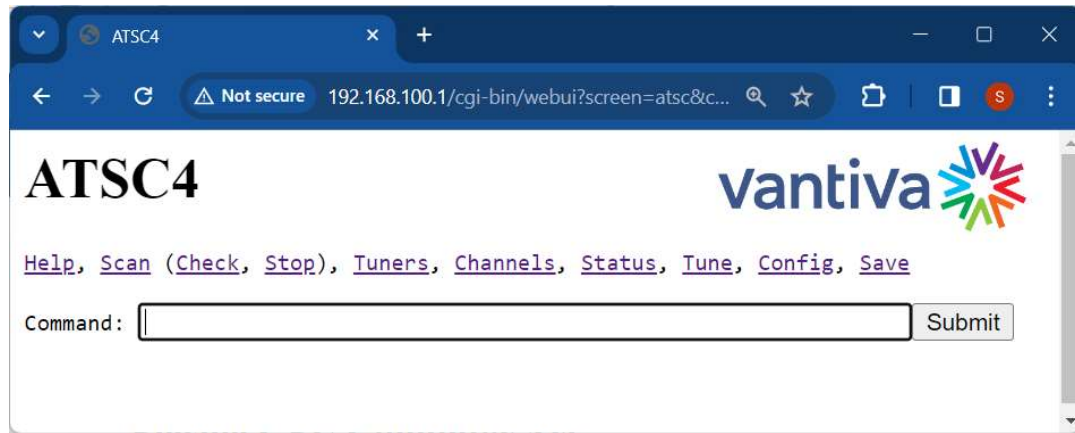 ATSC4
Not secure 192.168.100.1/cgi-bin/webui?screen=atsc&c...
S
ATSC4
vantiva
Help, Scan (Check, Stop), Tuners, Channels, Status, Tune, Config, Save
Command:
Submit